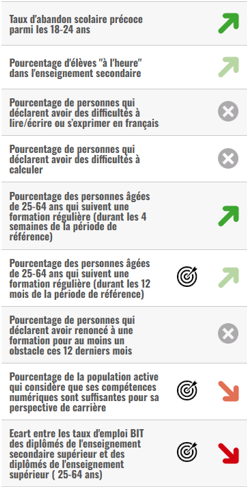 Taux d'abandon scolaire précoce
parmi les 18-24 ans
Pourcentage d'élèves "à l'heure"
dans l'enseignement secondaire
Pourcentage de personnes qui
déclarent avoir des difficultés à
lire/écrire ou s'exprimer en français
Pourcentage de personnes qui
déclarent avoir des difficultés à
calculer
Pourcentage des personnes âgées
de 25-64 ans qui suivent une
formation régulière (durant les 4
semaines de la période de
référence)
Pourcentage des personnes âgées
de 25-64 ans qui suivent une
formation régulière (durant les 12
mois de la période de référence)
Pourcentage de personnes qui
déclarent avoir renoncé à une
formation pour au moins un
obstacle ces 12 derniers mois
Pourcentage de la population active
qui considère que ses compétences
numériques sont suffisantes pour sa
perspective de carrière
Ecart entre les taux d'emploi BIT
des diplômés de l'enseignement
secondaire supérieur et des
diplômés de l'enseignement
supérieur ( 25-64 ans)